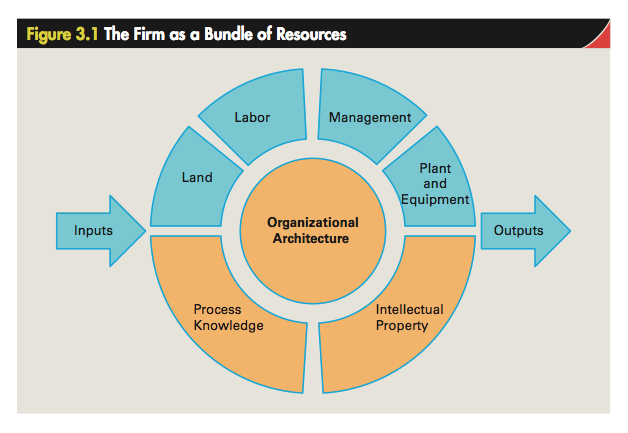 Figure 3.1 The Firm as a Bundle of Resources
Labor
Management
Land
Plant
and
Equipment
Inputs
Organizational
Architecture
Outputs
Process
Knowledge
Intellectual
Property